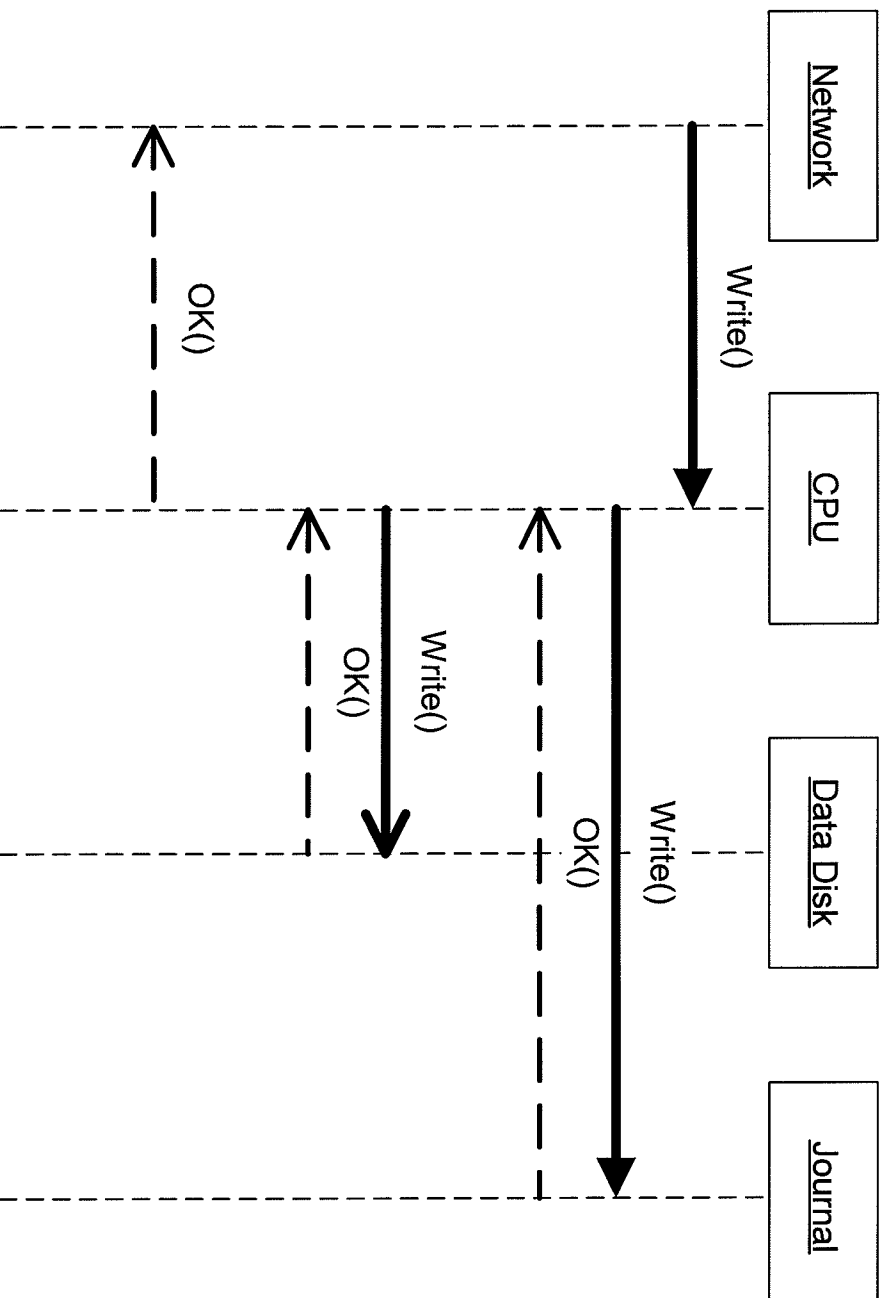 Network
CPU
Data Disk
Journal
Write()
Write()
OK()
Write()
OK()
OK()